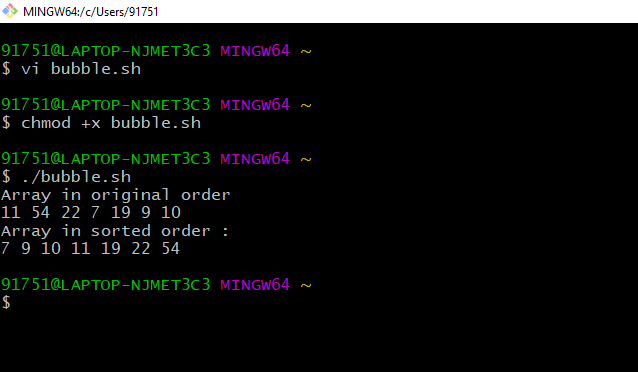 MINGW64:/c/Users/91751
91751@LAPTOP-NJMET3C3 MINGW64 ~
$ vi bubble.sh
91751@LAPTOP-NJMET3C3 MINGW64 ~
$ chmod +x bubble.sh
91751@LAPTOP-NJMET3C3 MINGW64 ~
$ ./bubble.sh
Array in original order
11 54 22 7 19 9 10
Array in sorted order :
7 9 10 11 19 22 54
91751@LAPTOP-NJMET3C3 MINGW64 ~
$